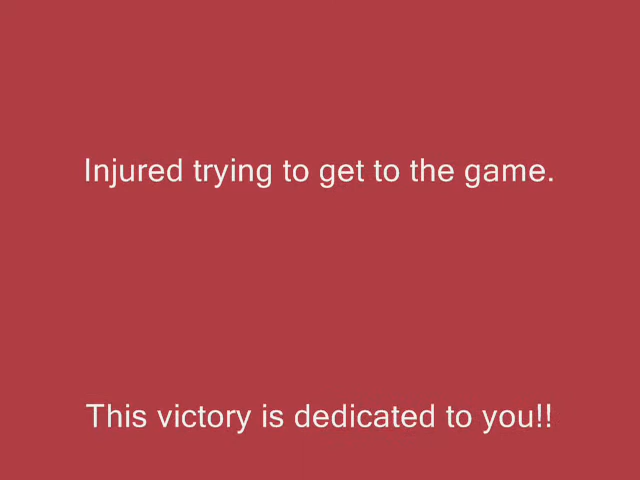 Injured trying to get to the game.
This victory is dedicated to you!!